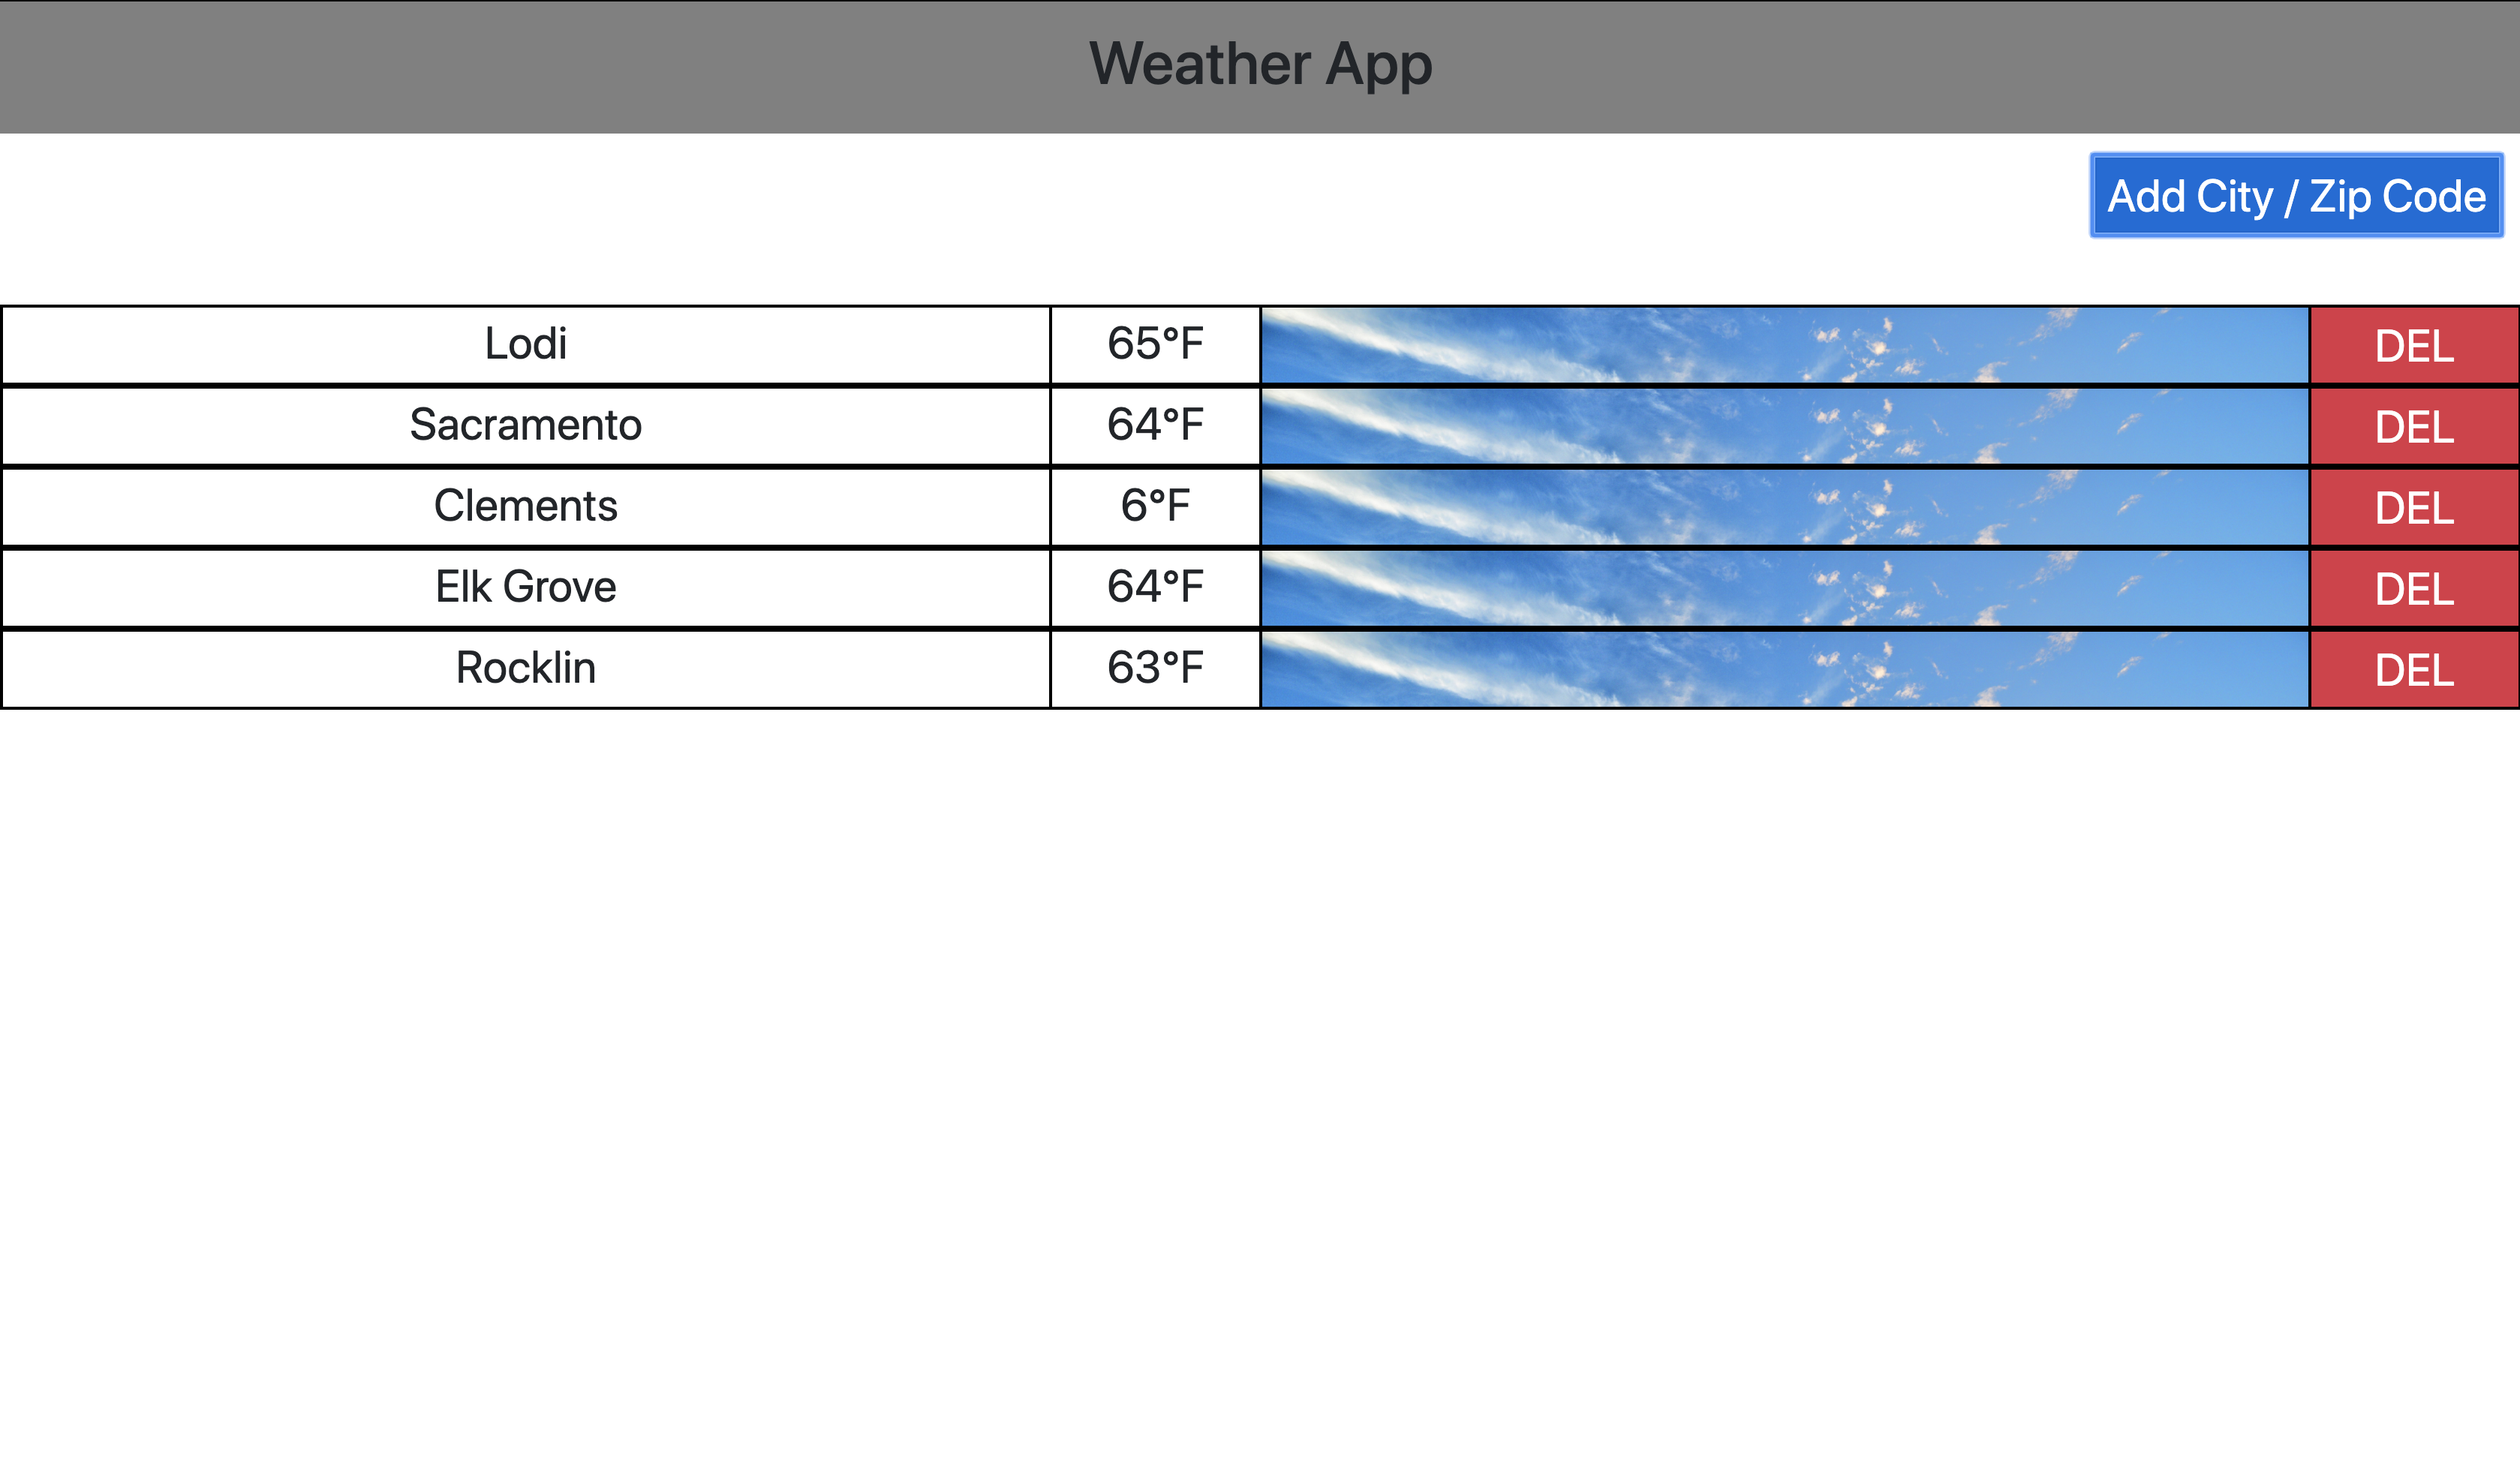 Weather App
Add City / Zip Code
Lodi 65°F DEL
Sacramento 64°F DEL
Clements 6°F DEL
Elk Grove 64°F DEL
Rocklin 63°F DEL